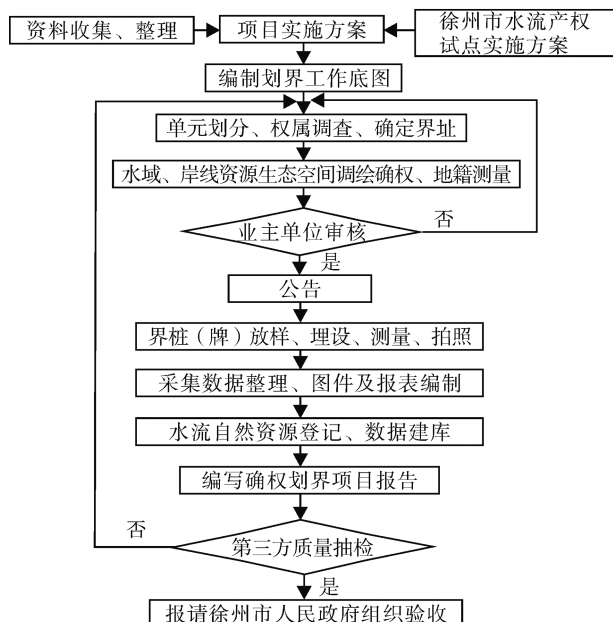 资料收集、整理
项目实施方案
徐州市水流产权
试点实施方案
编制划界工作底图
单元划分、权属调查、确定界址
水域、岸线资源生态空间调绘确权、地籍测量
业主单位审核
否
是
公告
界桩（牌）放样、埋设、测量、拍照
采集数据整理、图件及报表编制
水流自然资源登记、数据建库
编写确权划界项目报告
否
第三方质量抽检
是
报请徐州市人民政府组织验收